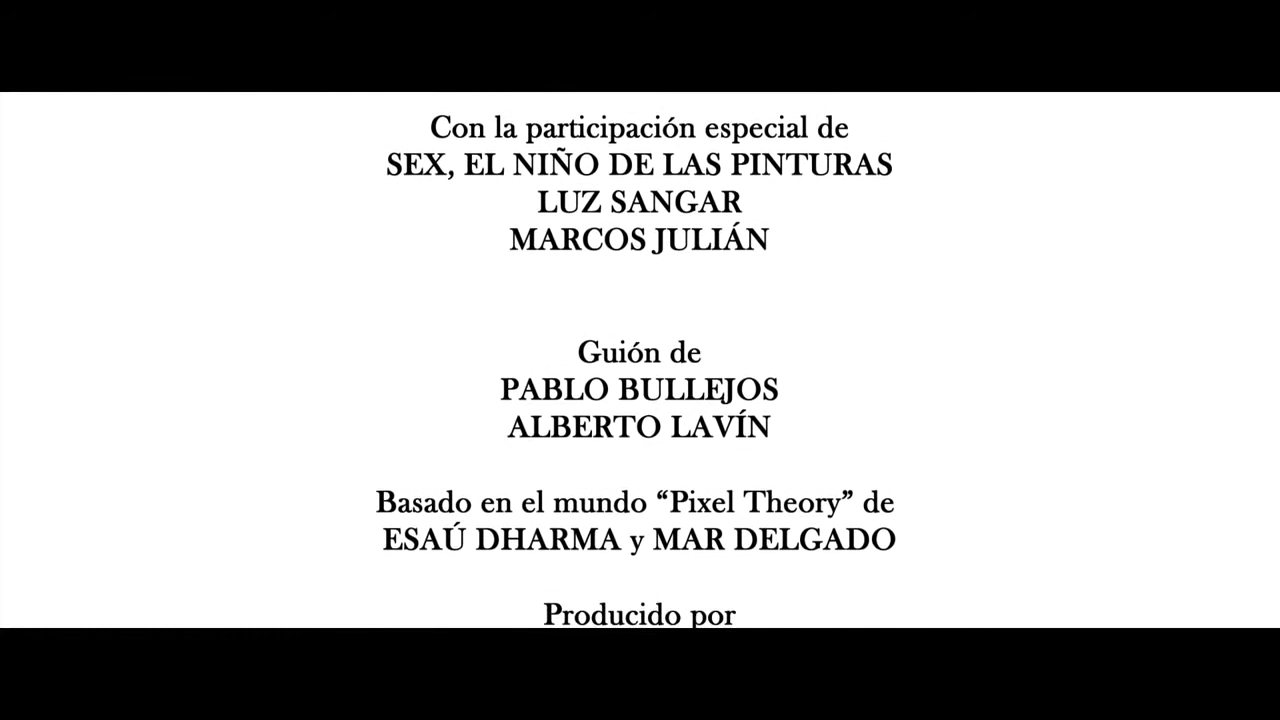 Con la participación especial de
SEX, EL NIÑO DE LAS PINTURAS
LUZ SANGAR
MARCOS JULIÁN
Guión de
PABLO BULLEJOS
ALBERTO LAVÍN
Basado en el mundo “Pixel Theory” de
ESAÚ DHARMA y MAR DELGADO
Producido por